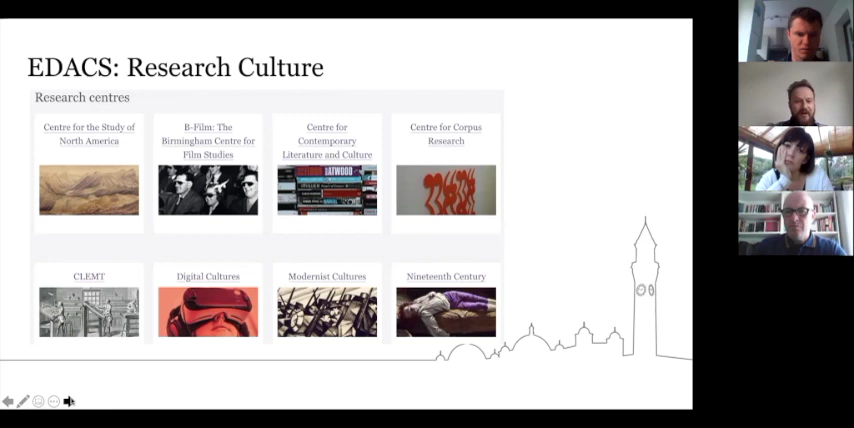 EDACS: Research Culture
Research centres
Centre for the Study of
North America
B-Film: The
Birmingham Centre for
Film Studies
Centre for
Contemporary
Literature and Culture
Centre for Corpus
Research
ATWOOD
CLEMT
Digital Cultures
Modernist Cultures
Nineteenth Century